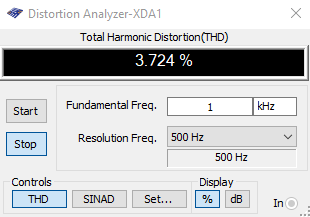 Distortion Analyzer-XDA1
Total Harmonic Distortion(THD)
3.724 %
Start
Stop
Fundamental Freq. 1 kHz
Resolution Freq. 500 Hz
500 Hz
Controls
THD SINAD Set...
Display
% dB
In